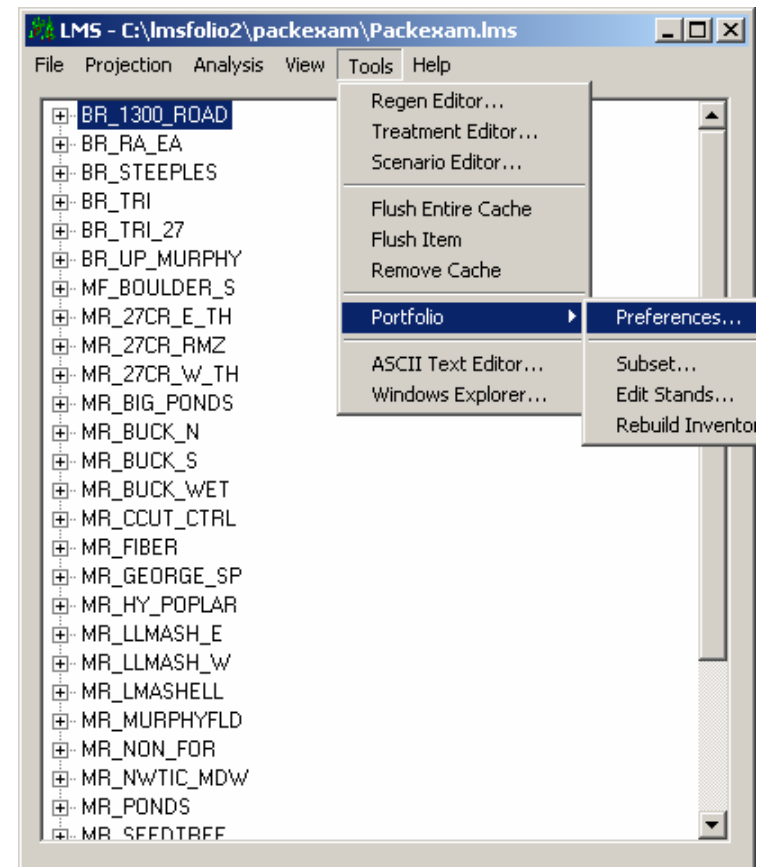 LMS - C:\lmsfolio2\packexam\Packexam.lms
File Projection Analysis View Tools Help
BR_1300_ROAD
BR_RA_EA
BR_STEEPLES
BR_TRI
BR_TRI_27
BR_UP_MURPHY
MF_BOULDER_S
MR_27CR_E_TH
MR_27CR_RMZ
MR_27CR_W_TH
MR_BIG_PONDS
MR_BUCK_N
MR_BUCK_S
MR_BUCK_WET
MR_CCUT_CTRL
MR_FIBER
MR_GEORGE_SP
MR_HY_POPLAR
MR_LLMASH_E
MR_LLMASH_W
MR_LMASHELL
MR_MURPHYFLD
MR_NON_FOR
MR_NWTIC_MDW
MR_PONDS
MR_SEEDTREE
Regen Editor...
Treatment Editor...
Scenario Editor...
Flush Entire Cache
Flush Item
Remove Cache
Portfolio
ASCII Text Editor...
Windows Explorer...
Preferences...
Subset...
Edit Stands...
Rebuild Invento